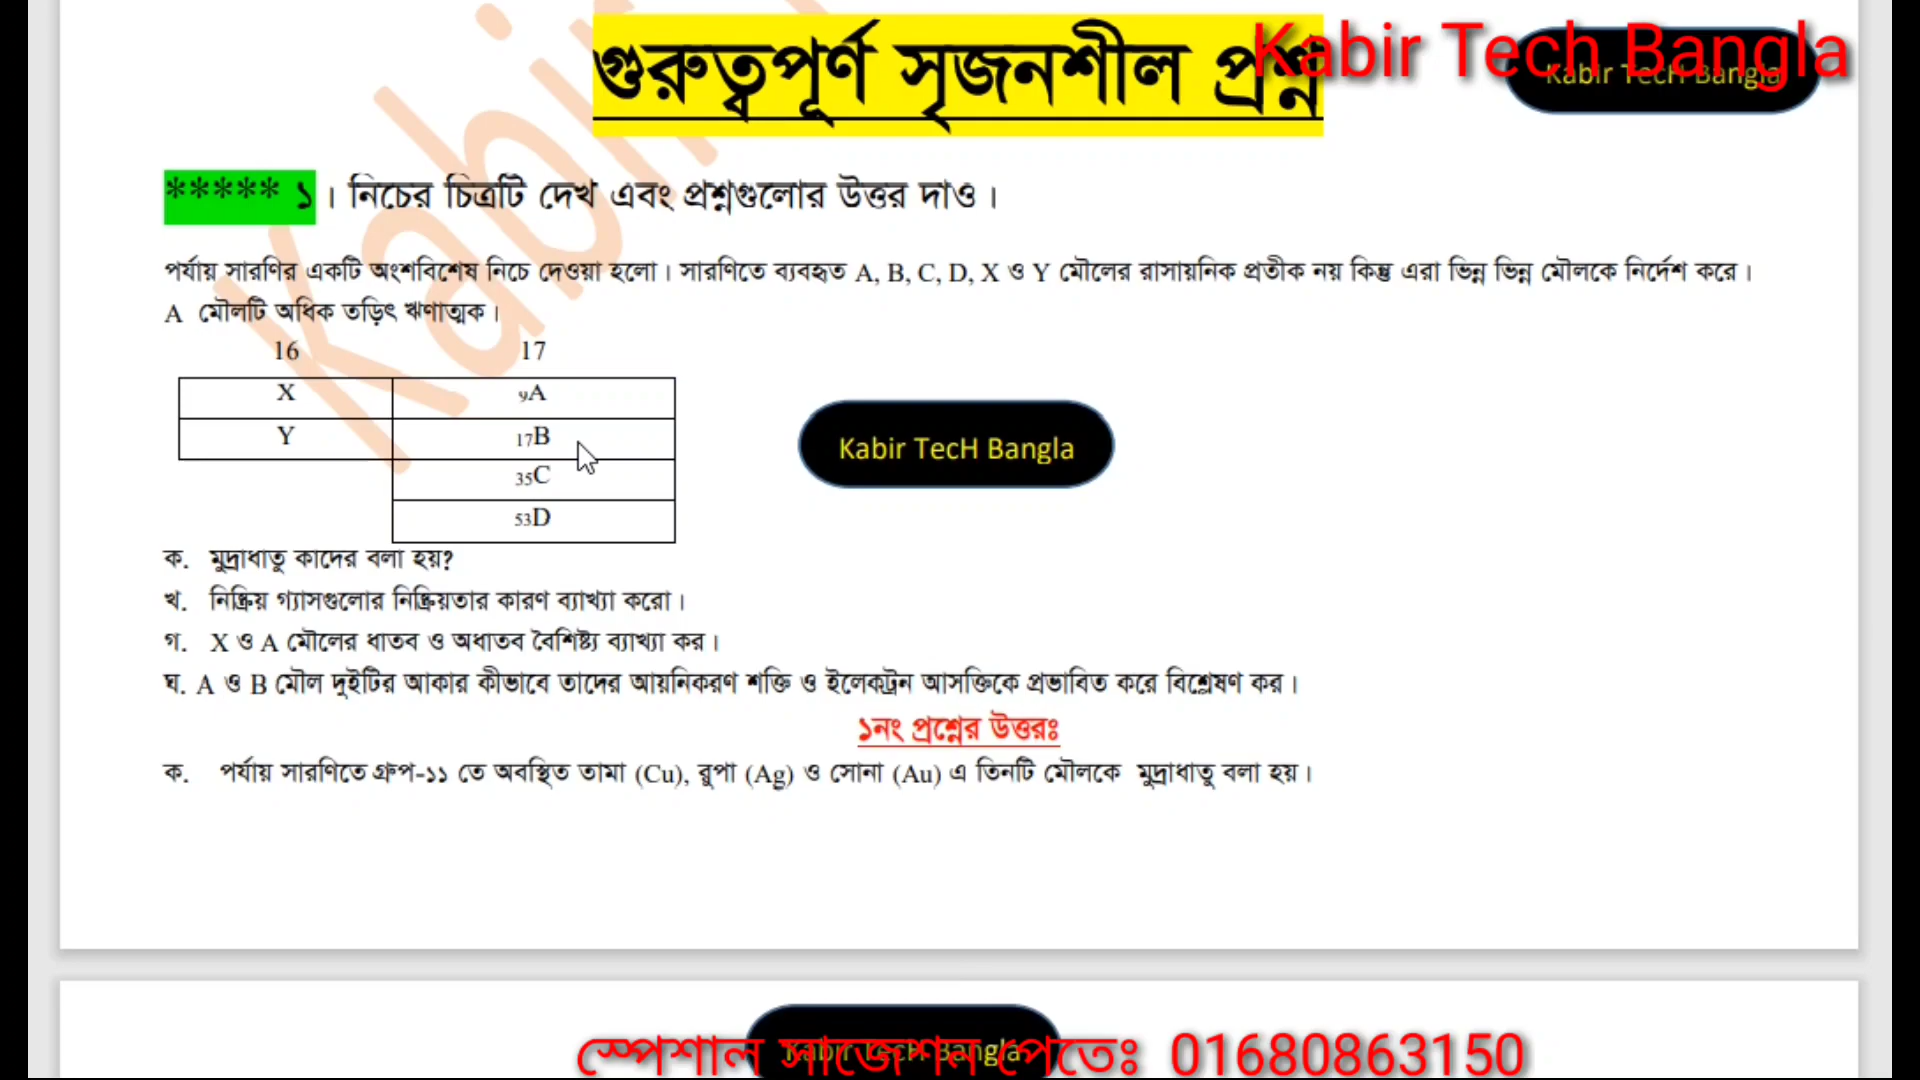 গুরুত্বপূর্ণ সৃজনশীল প্রশ্ন
Kabir Tech Bangla
Kabir TecH Bangla
***** ১। নিচের চিত্রটি দেখ এবং প্রশ্নগুলোর উত্তর দাও।
পর্যায় সারণির একটি অংশবিশেষ নিচে দেওয়া হলো। সারণিতে ব্যবহৃত A, B, C, D, X ও Y মৌলের রাসায়নিক প্রতীক নয় কিন্তু এরা ভিন্ন ভিন্ন মৌলকে নির্দেশ করে।
A মৌলটি অধিক তড়িৎ ঋণাত্মক।
16 17
X ₉A
Y ₁₇B
₃₅C
₅₃D
Kabir TecH Bangla
ক. মুদ্রাধাতু কাদের বলা হয়?
খ. নিষ্ক্রিয় গ্যাসগুলোর নিষ্ক্রিয়তার কারণ ব্যাখ্যা করো।
গ. X ও A মৌলের ধাতব ও অধাতব বৈশিষ্ট্য ব্যাখ্যা কর।
ঘ. A ও B মৌল দুইটির আকার কীভাবে তাদের আয়নিকরণ শক্তি ও ইলেকট্রন আসক্তিকে প্রভাবিত করে বিশ্লেষণ কর।
১নং প্রশ্নের উত্তরঃ
ক. পর্যায় সারণিতে গ্রুপ-১১ তে অবস্থিত তামা (Cu), রুপা (Ag) ও সোনা (Au) এ তিনটি মৌলকে মুদ্রাধাতু বলা হয়।
Kabir TecH Bangla
স্পেশাল সাজেশন পেতেঃ 01680863150